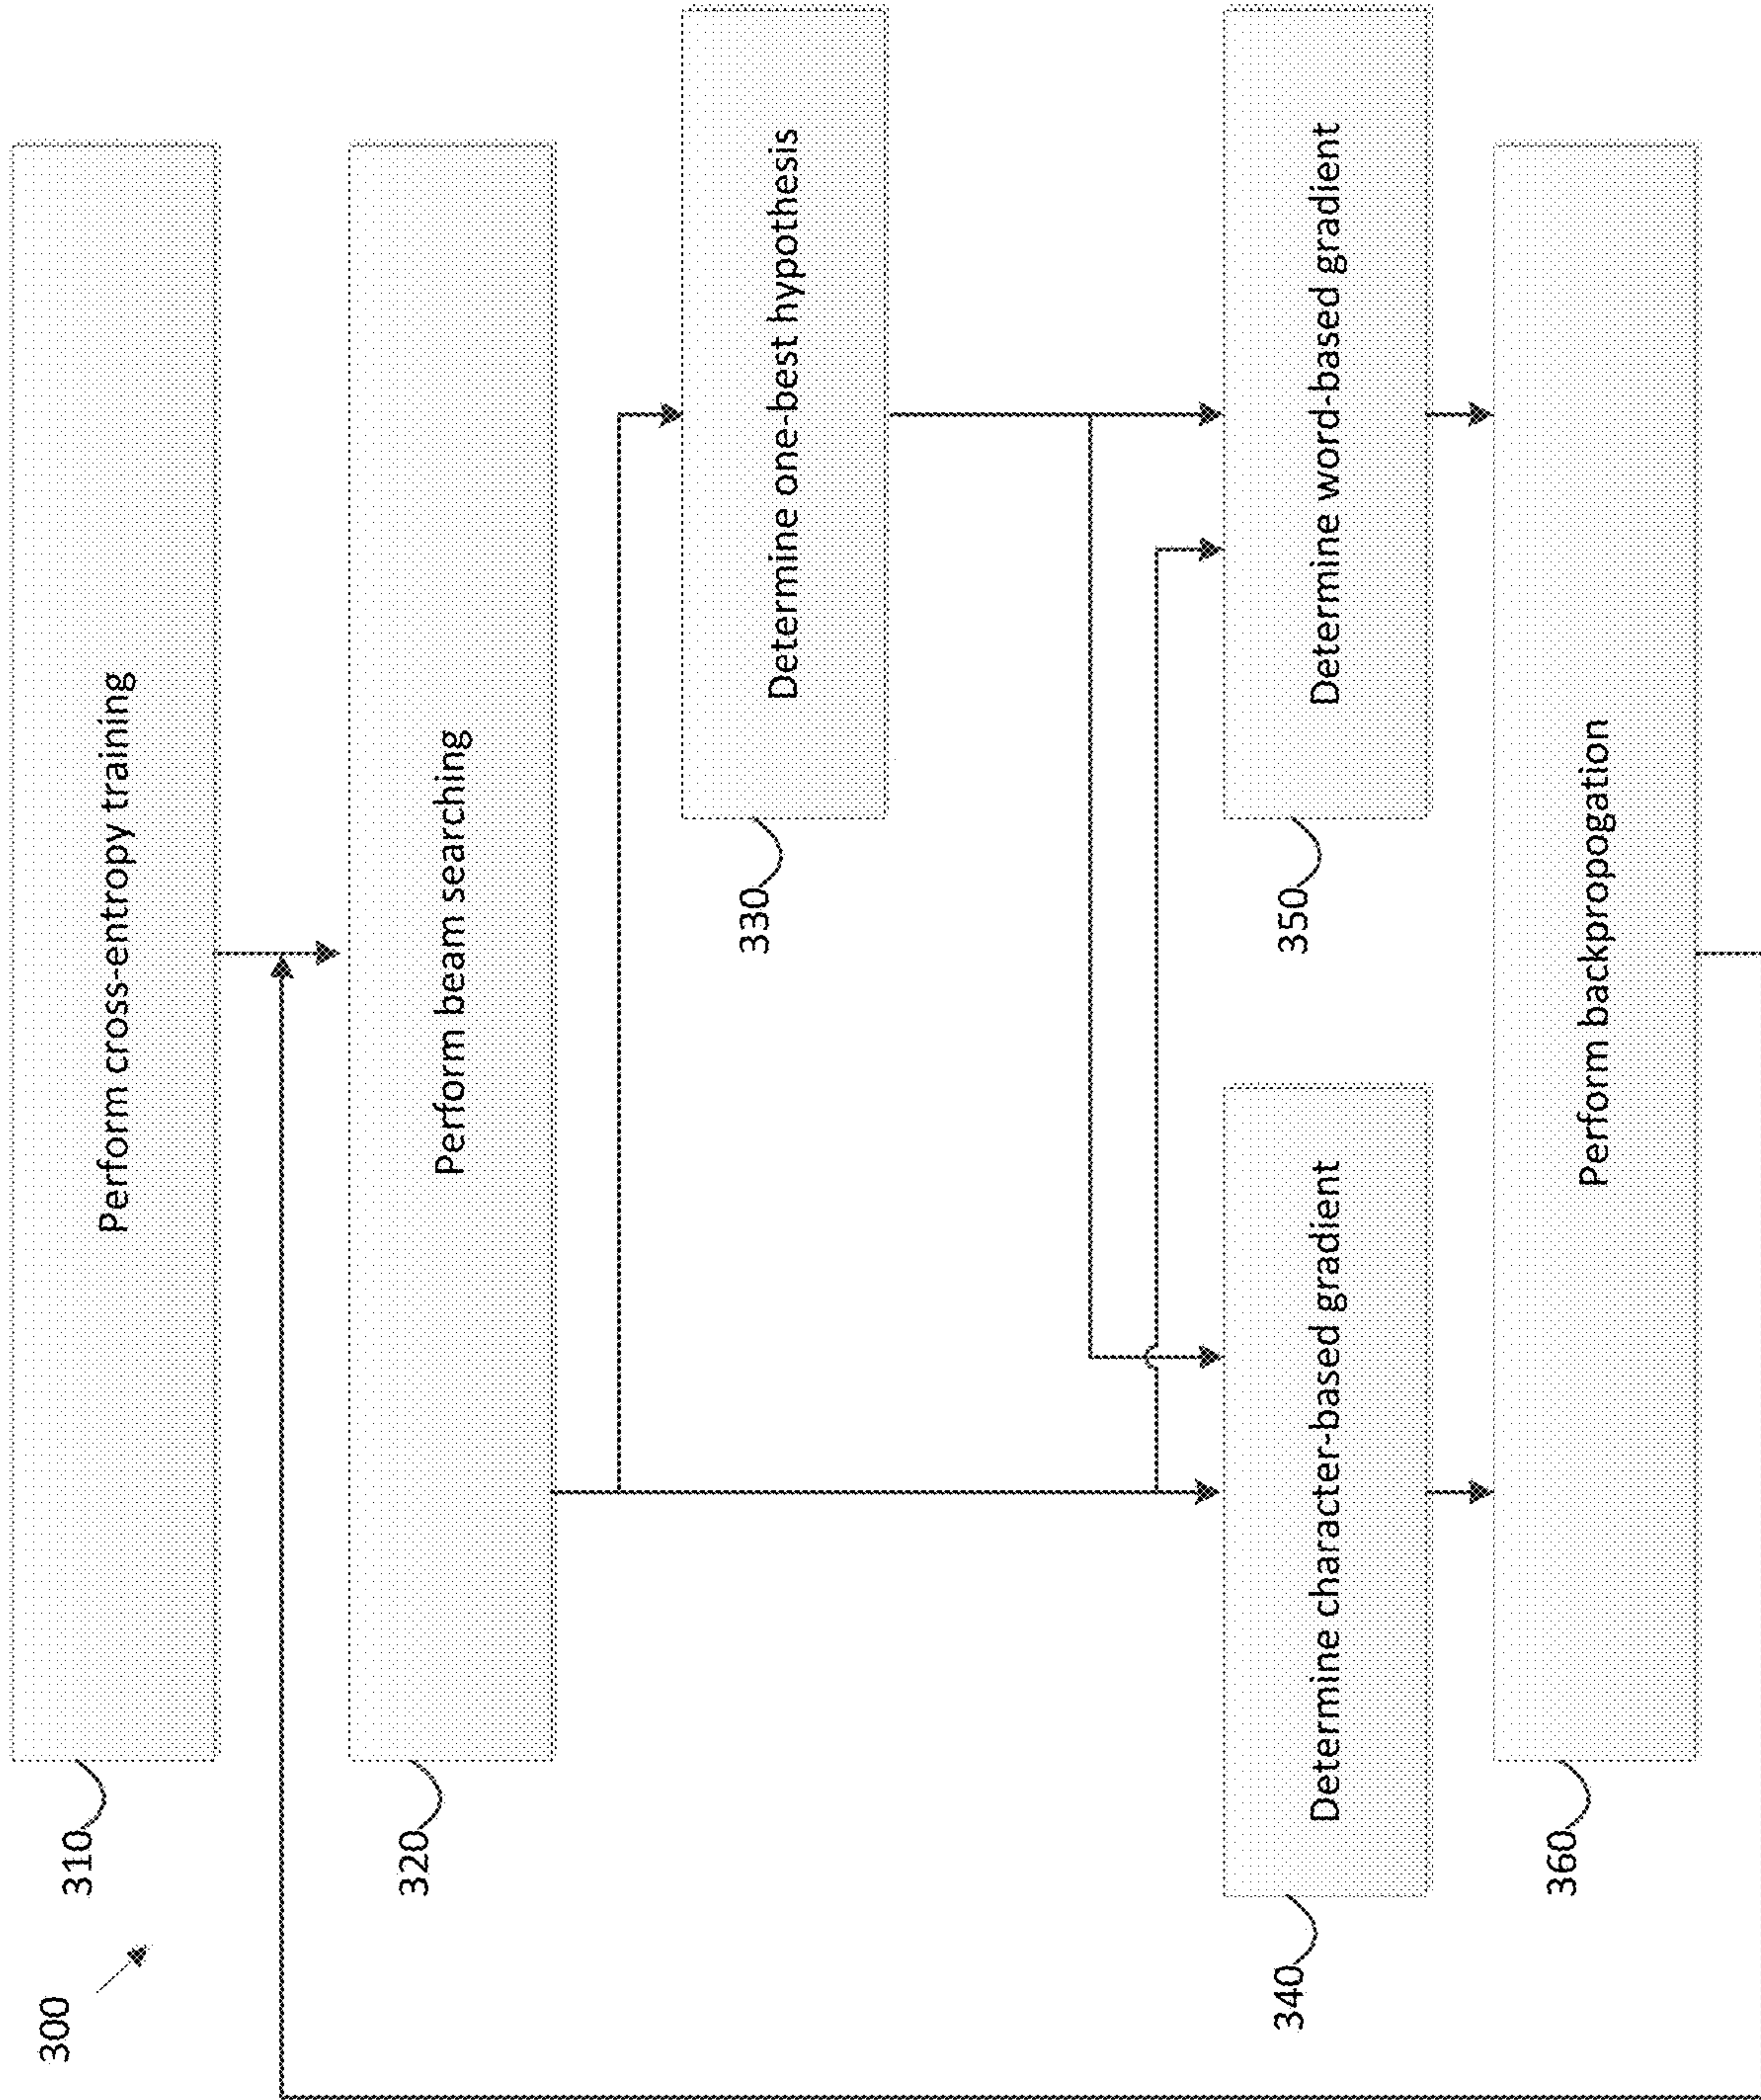 300
310
Perform cross-entropy training
320
Perform beam searching
330
Determine one-best hypothesis
340
Determine character-based gradient
350
Determine word-based gradient
360
Perform backpropogation